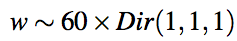 w ∼ 60 × Dir(1,1,1)